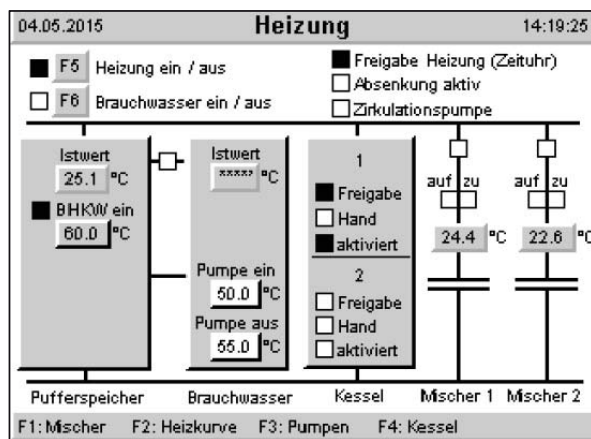 04.05.2015 Heizung 14:19:25
F5 Heizung ein / aus
F6 Brauchwasser ein / aus
Freigabe Heizung (Zeituhr)
Absenkung aktiv
Zirkulationspumpe
Istwert
25.1 °C
BHKW ein
60.0 °C
Istwert
***** °C
Pumpe ein
50.0 °C
Pumpe aus
55.0 °C
1
Freigabe
Hand
aktiviert
2
Freigabe
Hand
aktiviert
auf zu
24.4 °C
auf zu
22.6 °C
Pufferspeicher Brauchwasser Kessel Mischer 1 Mischer 2
F1: Mischer F2: Heizkurve F3: Pumpen F4: Kessel